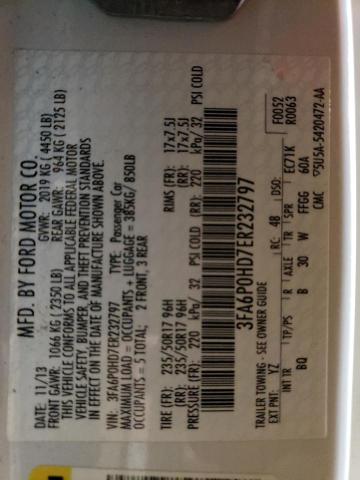 MFD. BY FORD MOTOR CO.
DATE: 11/13 GVWR: 2019 KG ( 4450 LB)
FRONT GAWR: 1066 KG ( 2350 LB) REAR GAWR: 964 KG ( 2125 LB)
THIS VEHICLE CONFORMS TO ALL APPLICABLE FEDERAL MOTOR
VEHICLE SAFETY, BUMPER, AND THEFT PREVENTION STANDARDS
IN EFFECT ON THE DATE OF MANUFACTURE SHOWN ABOVE.
VIN: 3FA6P0HD7ER232797 TYPE: Passenger Car
MAXIMUM LOAD = OCCUPANTS + LUGGAGE = 385KG/ 850LB
OCCUPANTS = 5 TOTAL; 2 FRONT, 3 REAR
TIRE (FR): 235/50R17 96H RIMS (FR): 17x7.5J
(RR): 235/50R17 96H (RR): 17x7.5J
PRESSURE (FR): 220 kPa/ 32 PSI COLD (RR): 220 kPa/ 32 PSI COLD
3FA6P0HD7ER232797
TRAILER TOWING - SEE OWNER GUIDE F0052
EXT PNT: YZ RC: 48 DSO: R0063
INT TR TP/PS R AXLE TR SPR EC71K
BQ B 30 W FFGG 60A
CMC 5U5A-5420472-AA